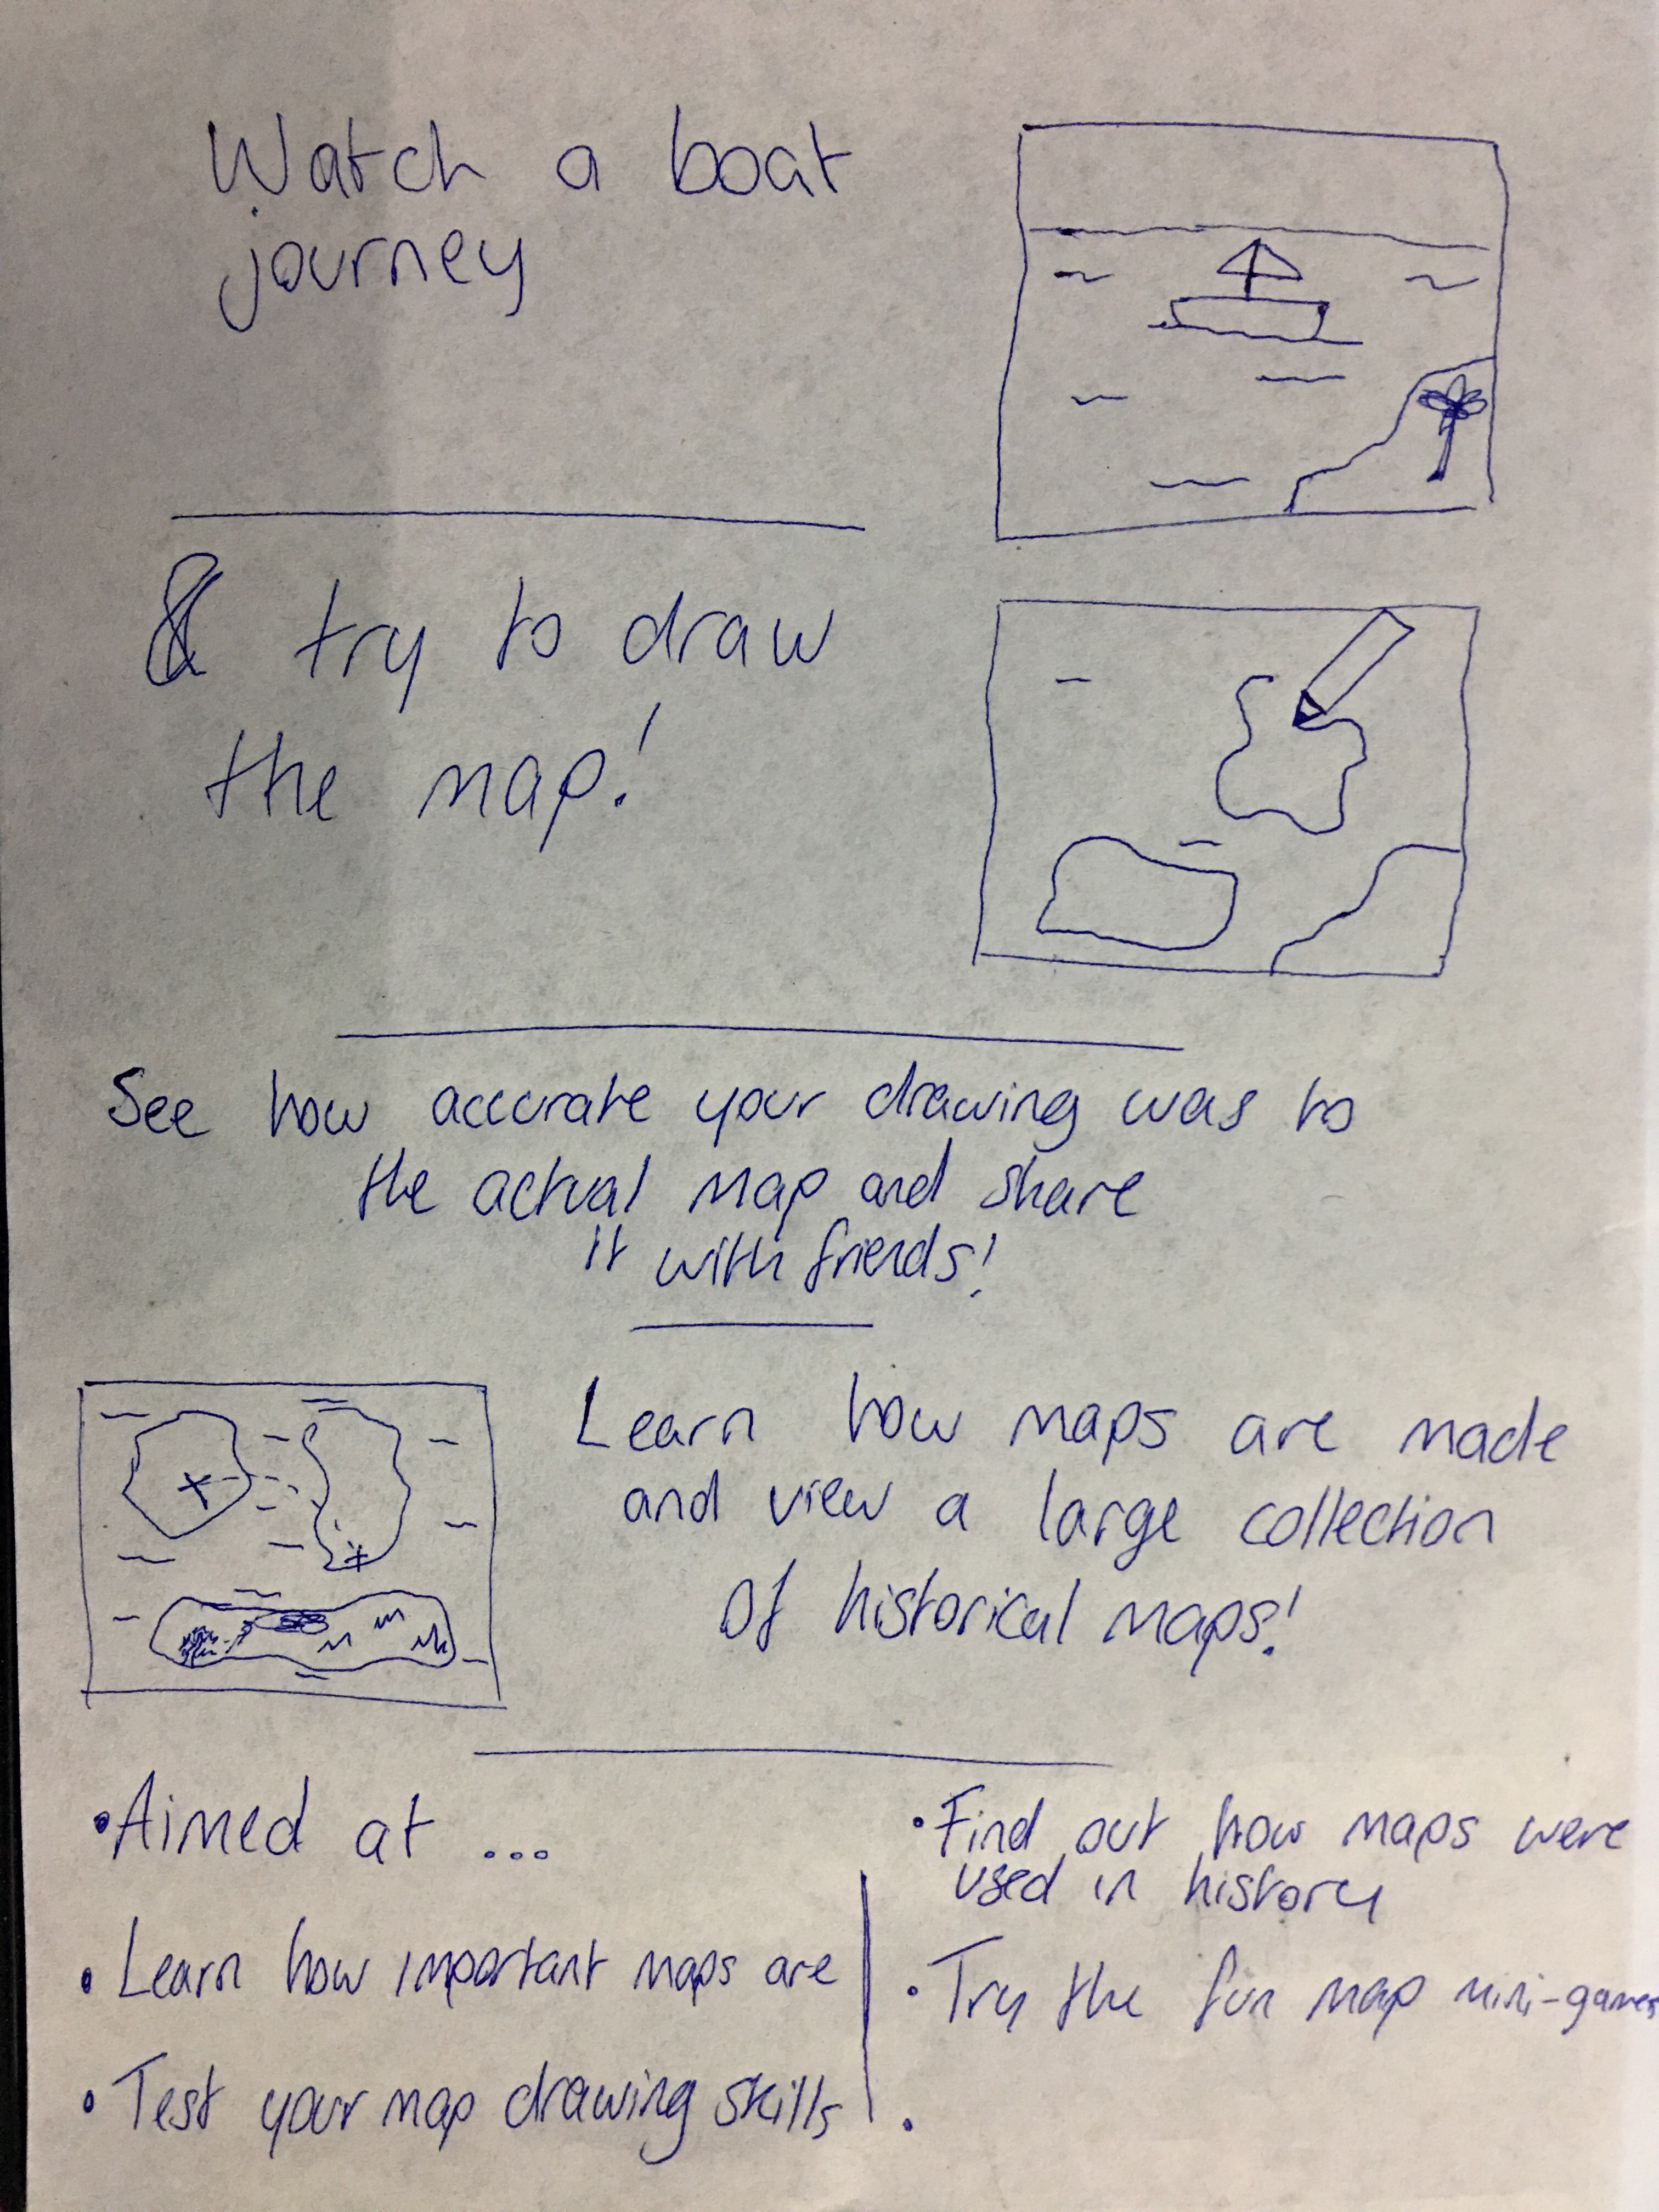 Watch a boat
journey
& try to draw
the map!
See how accurate your drawing was to
the actual map and share
it with friends!
Learn how maps are made
and view a large collection
of historical maps!
• Aimed at ...
• Learn how important maps are
• Test your map drawing skills
• Find out how maps were
used in history
• Try the fun map mini-games
•